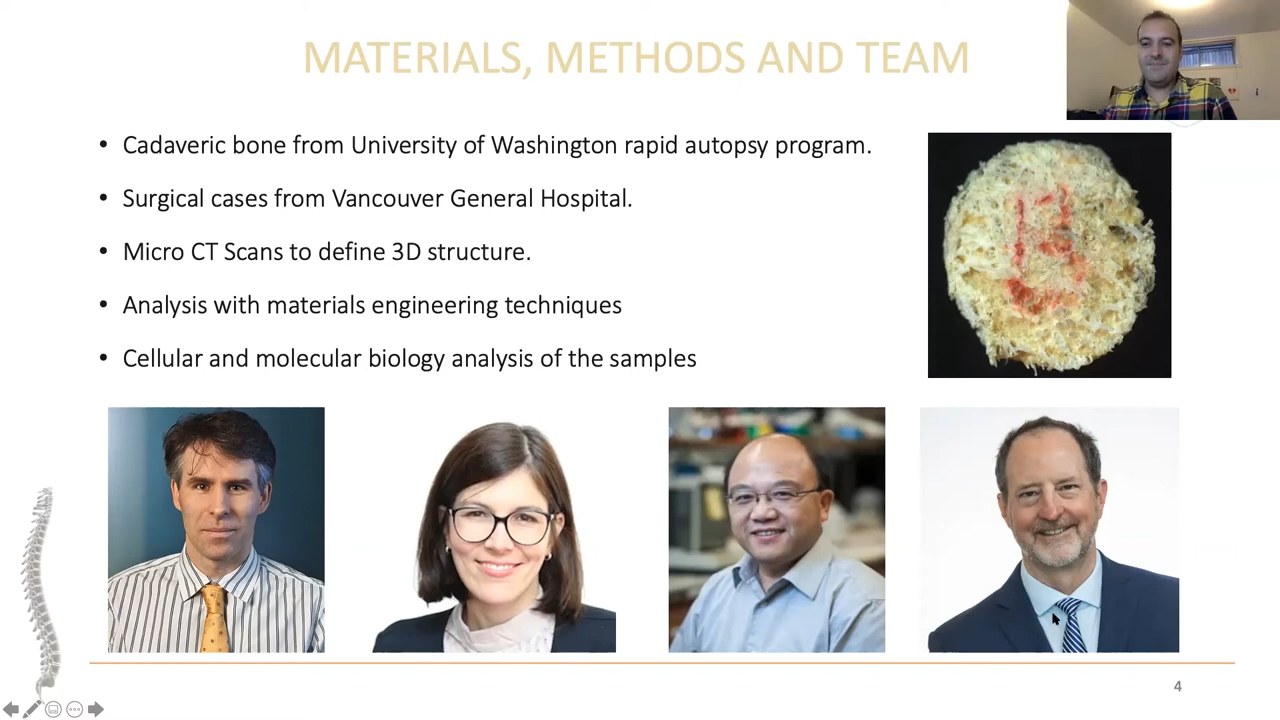 MATERIALS, METHODS AND TEAM
• Cadaveric bone from University of Washington rapid autopsy program.
• Surgical cases from Vancouver General Hospital.
• Micro CT Scans to define 3D structure.
• Analysis with materials engineering techniques
• Cellular and molecular biology analysis of the samples
4